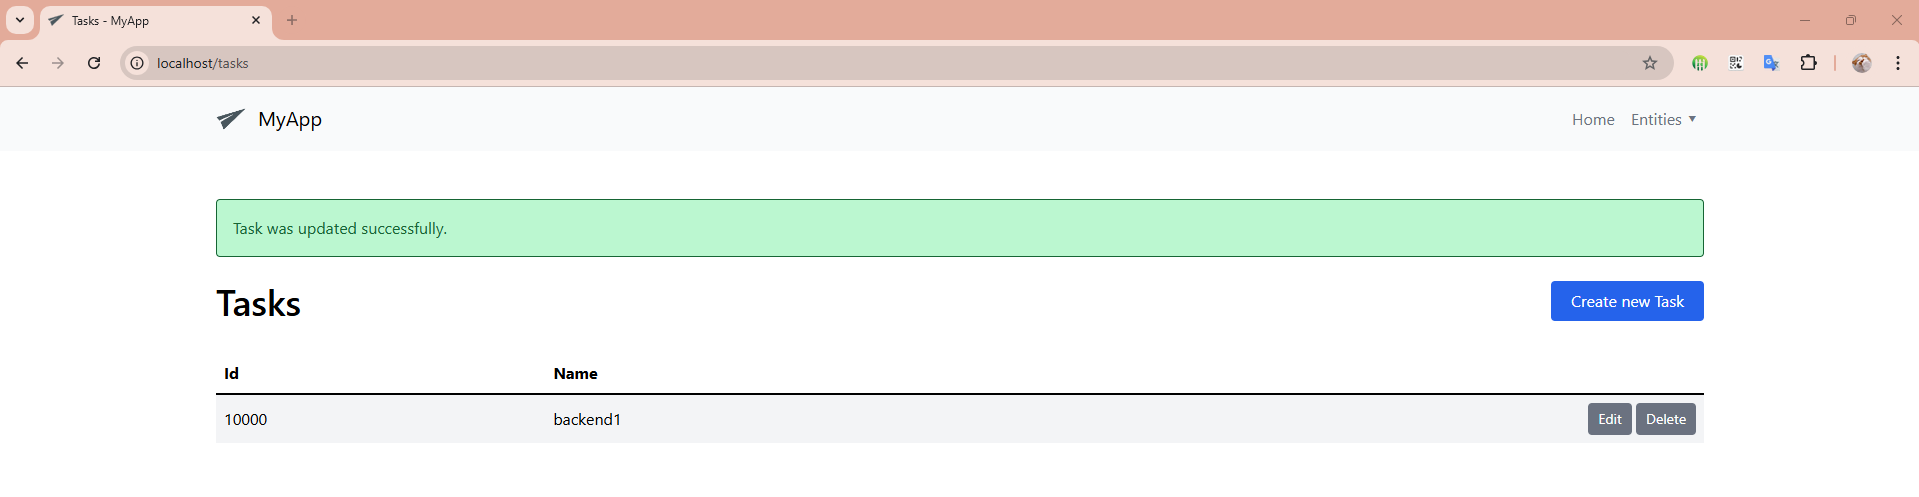 Tasks - MyApp
localhost/tasks
MyApp
Home Entities
Task was updated successfully.
Tasks
Create new Task
Id Name
10000 backend1 Edit Delete